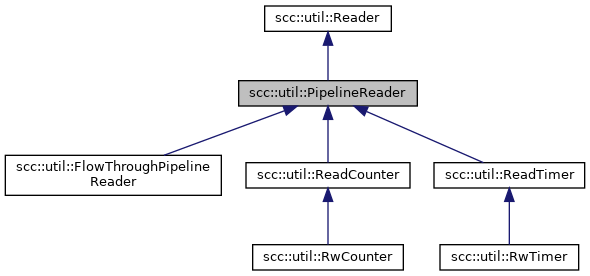 scc::util::Reader
scc::util::PipelineReader
scc::util::FlowThroughPipeline
Reader
scc::util::ReadCounter
scc::util::ReadTimer
scc::util::RwCounter
scc::util::RwTimer